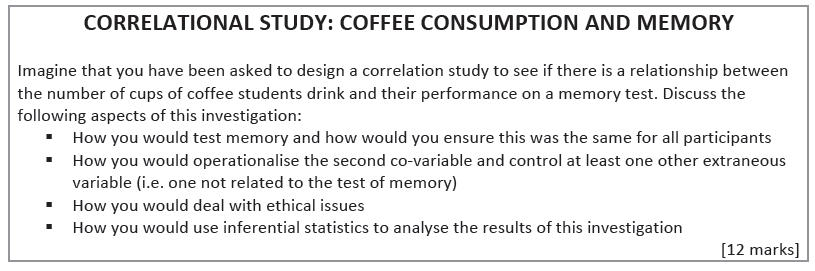 CORRELATIONAL STUDY: COFFEE CONSUMPTION AND MEMORY
Imagine that you have been asked to design a correlation study to see if there is a relationship between
the number of cups of coffee students drink and their performance on a memory test. Discuss the
following aspects of this investigation:
▪ How you would test memory and how would you ensure this was the same for all participants
▪ How you would operationalise the second co-variable and control at least one other extraneous
variable (i.e. one not related to the test of memory)
▪ How you would deal with ethical issues
▪ How you would use inferential statistics to analyse the results of this investigation
[12 marks]